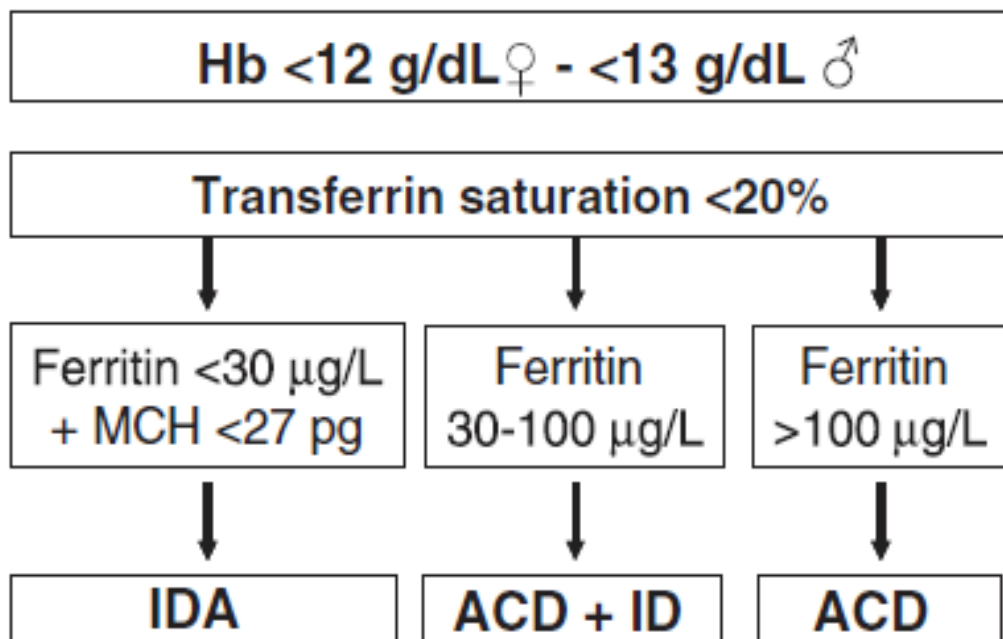 Hb <12 g/dL♀ - <13 g/dL ♂
Transferrin saturation <20%
Ferritin <30 µg/L
+ MCH <27 pg
Ferritin
30-100 µg/L
Ferritin
>100 µg/L
IDA
ACD + ID
ACD